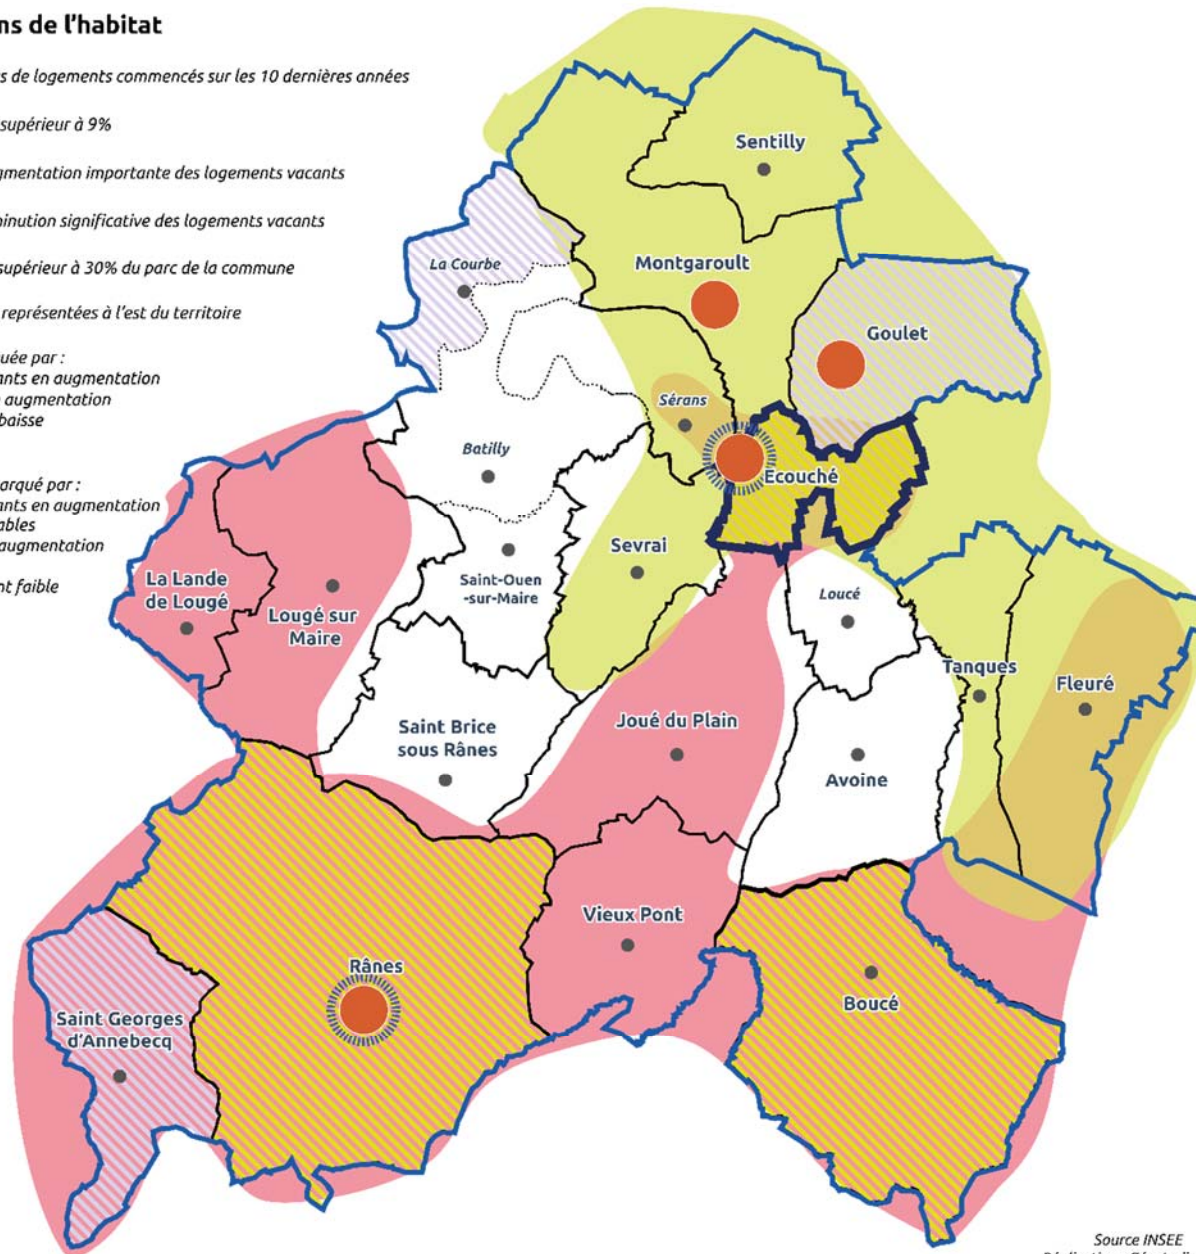 ns de l'habitat
s de logements commencés sur les 10 dernières années
supérieur à 9%
gmentation importante des logements vacants
minution significative des logements vacants
supérieur à 30% du parc de la commune
représentées à l'est du territoire
uée par :
ants en augmentation
augmentation
baisse
arqué par :
ants en augmentation
ables
augmentation
nt faible
Sentilly
La Courbe
Montgaroult
Goulet
Sérans
Batilly
Ecouché
Sevrai
Saint-Ouen
-sur-Maire
La Lande
de Lougé
Lougé sur
Maire
Loucé
Tanques
Fleuré
Saint Brice
sous Rânes
Joué du Plain
Avoine
Vieux Pont
Rânes
Boucé
Saint Georges
d'Annebecq
Source INSEE